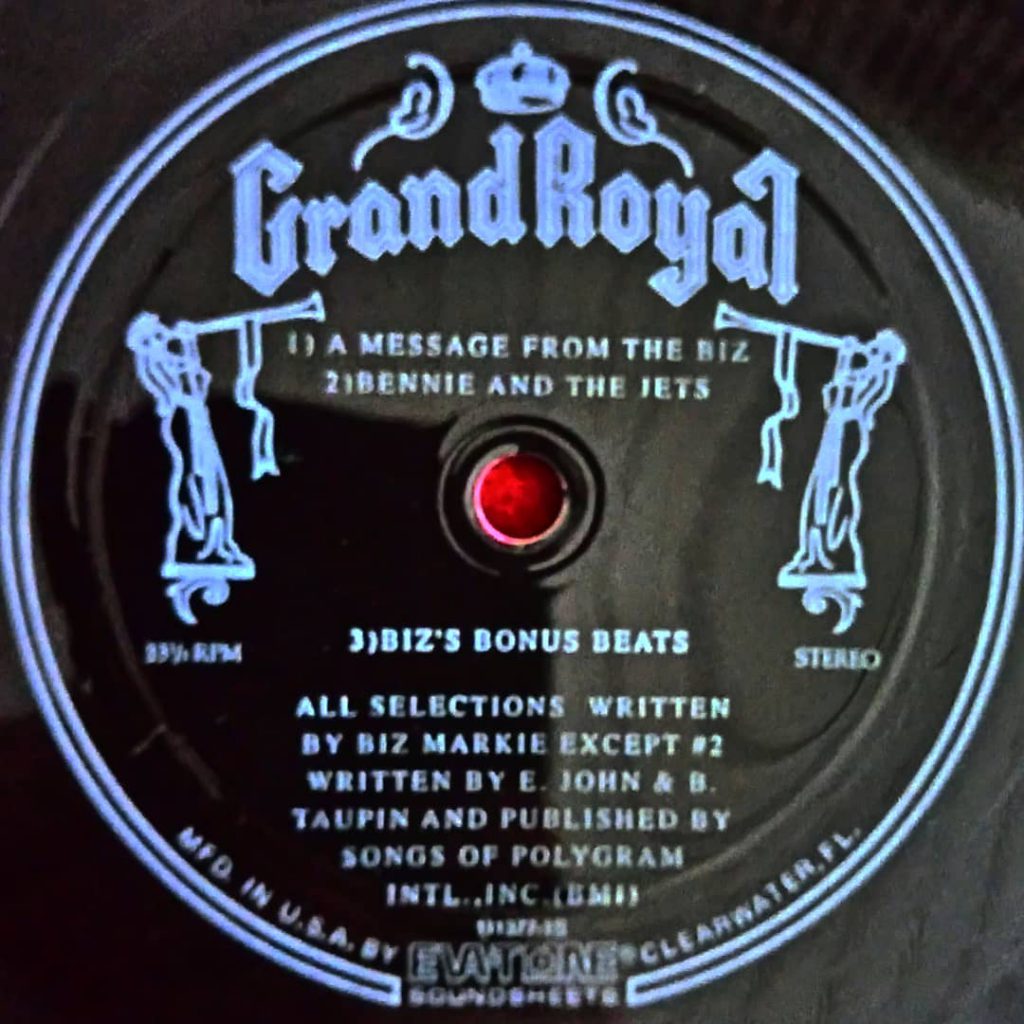 Grand Royal
1) A MESSAGE FROM THE BIZ
2)BENNIE AND THE JETS
3)BIZ'S BONUS BEATS
33⅓ RPM
STEREO
ALL SELECTIONS WRITTEN
BY BIZ MARKIE EXCEPT #2
WRITTEN BY E. JOHN & B.
TAUPIN AND PUBLISHED BY
SONGS OF POLYGRAM
INTL.,INC.(BMI)
MFD. IN U.S.A. BY EVATONE® CLEARWATER, FL.
SOUNDSHEETS